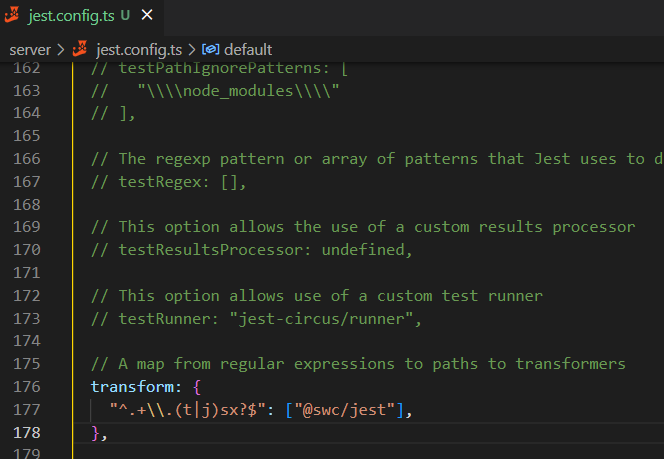 jest.config.ts U ×
server > jest.config.ts > default
162 // testPathIgnorePatterns: [
163 //   "\\\\node_modules\\\\"
164 // ],
165
166 // The regexp pattern or array of patterns that Jest uses to d
167 // testRegex: [],
168
169 // This option allows the use of a custom results processor
170 // testResultsProcessor: undefined,
171
172 // This option allows use of a custom test runner
173 // testRunner: "jest-circus/runner",
174
175 // A map from regular expressions to paths to transformers
176 transform: {
177   "^.+\\.(t|j)sx?$": ["@swc/jest"],
178 },
179